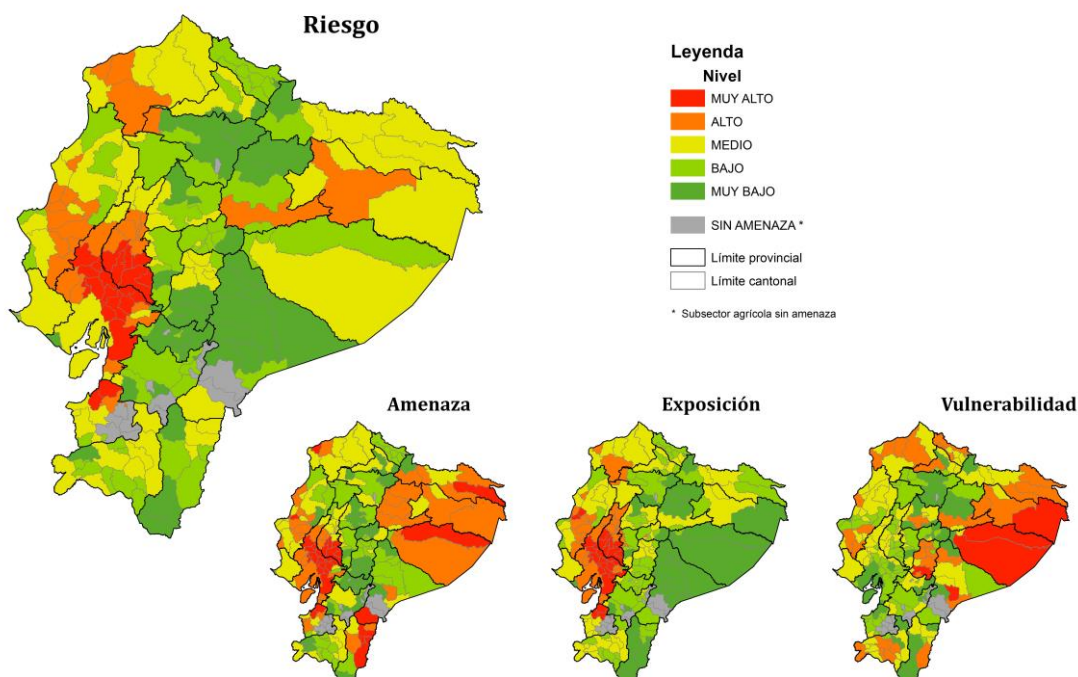 Riesgo
Leyenda
Nivel
MUY ALTO
ALTO
MEDIO
BAJO
MUY BAJO
SIN AMENAZA *
Límite provincial
Límite cantonal
* Subsector agrícola sin amenaza
Amenaza
Exposición
Vulnerabilidad